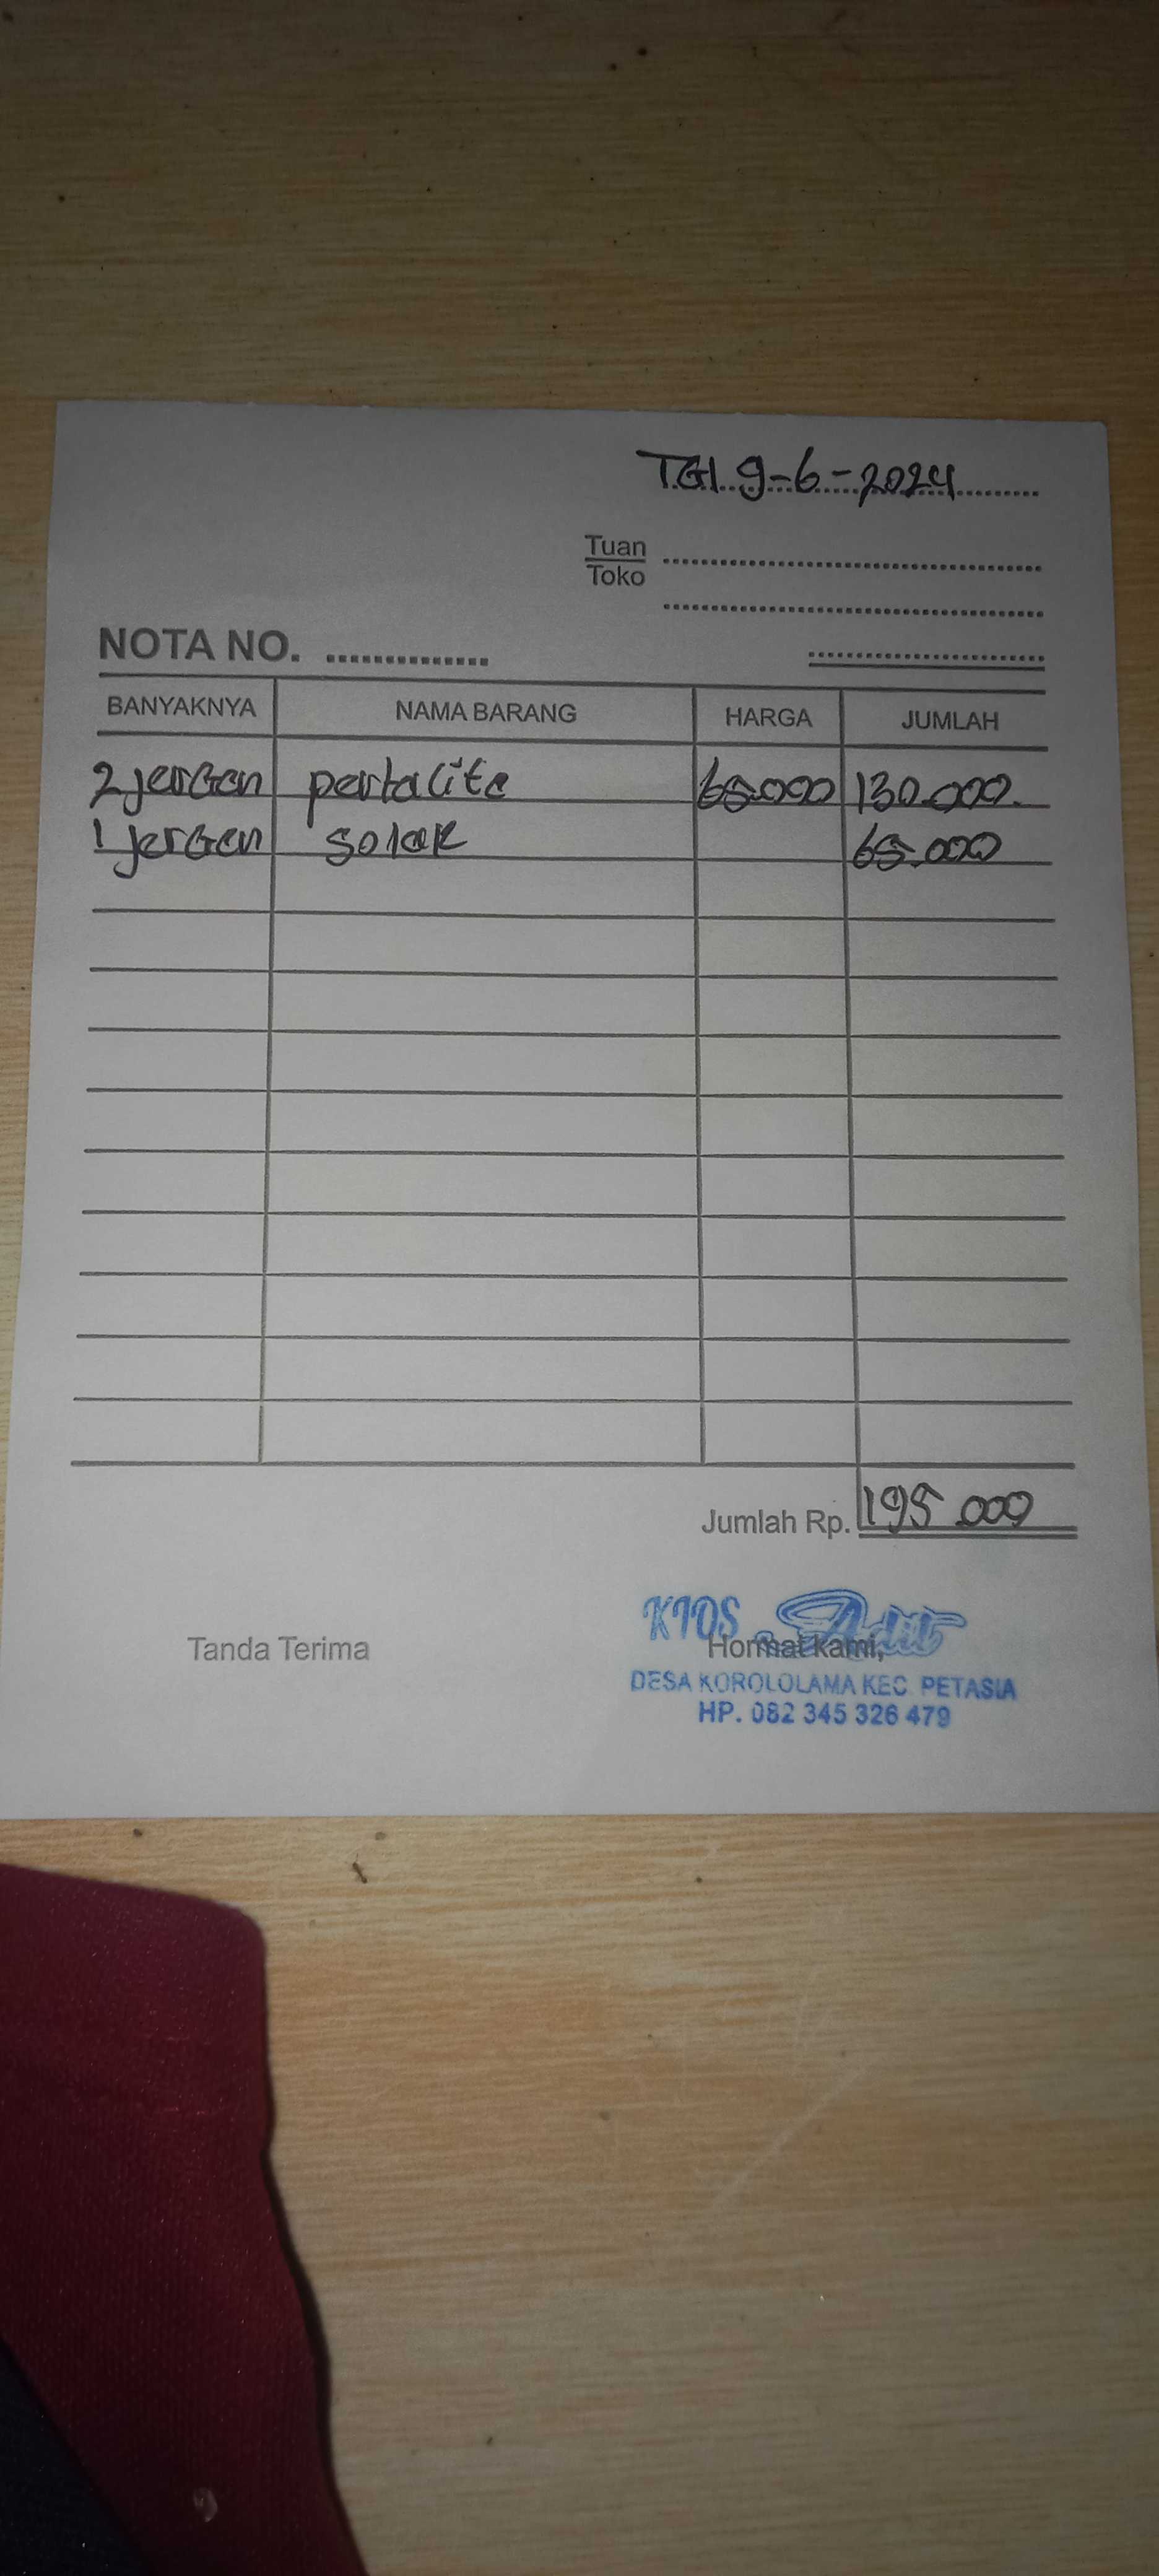 TGl 9-6-2024
Tuan
Toko
NOTA NO.
BANYAKNYA NAMA BARANG HARGA JUMLAH
2 jergen pertalite 65.000 130.000.
1 jergen solar 65.000
Jumlah Rp. 195.000
Tanda Terima
KIOS Adit
Hormat kami,
DESA KOROLOLAMA KEC. PETASIA
HP. 082 345 326 479